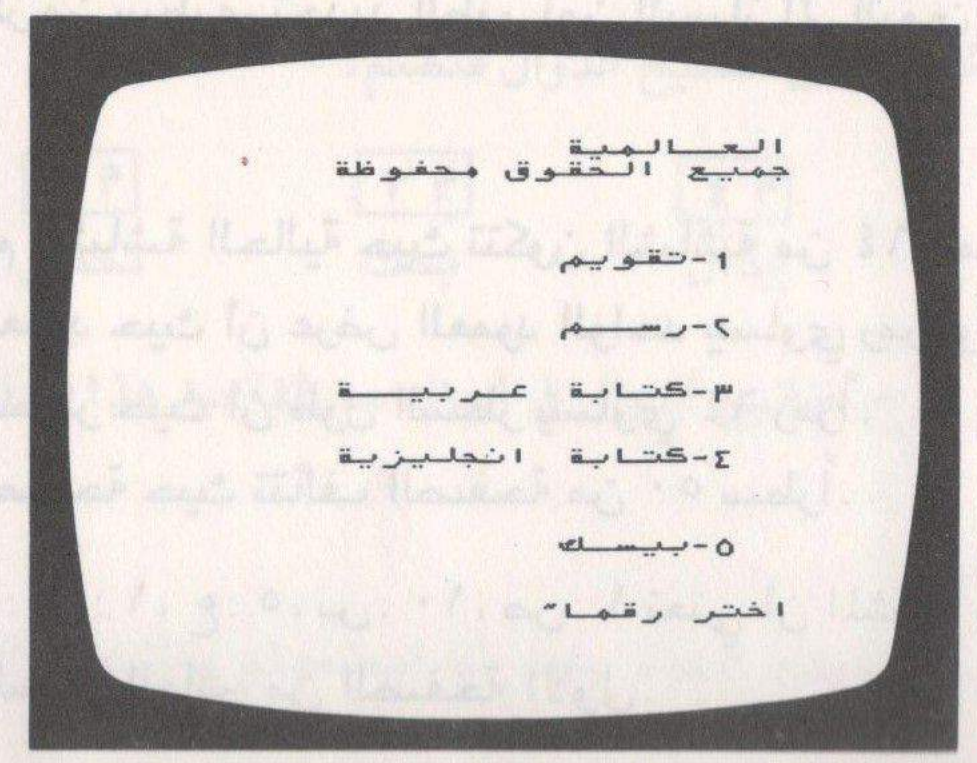 العالمية
جميع الحقوق محفوظة
١-تقويم
٢-رسم
٣-كتابة عربية
٤-كتابة انجليزية
٥-بيسك
اختر رقما"